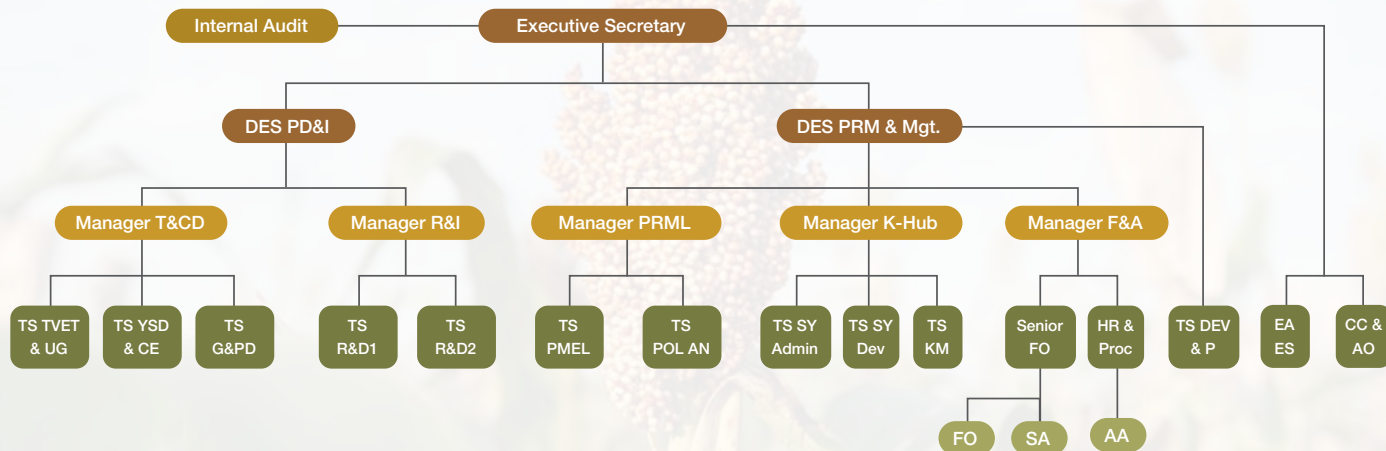 Internal Audit
Executive Secretary
DES PD&I
DES PRM & Mgt.
Manager T&CD
Manager R&I
Manager PRML
Manager K-Hub
Manager F&A
TS TVET
& UG
TS YSD
& CE
TS
G&PD
TS
R&D1
TS
R&D2
TS
PMEL
TS
POL AN
TS SY
Admin
TS SY
Dev
TS
KM
Senior
FO
HR &
Proc
TS DEV
& P
EA
ES
CC &
AO
FO
SA
AA